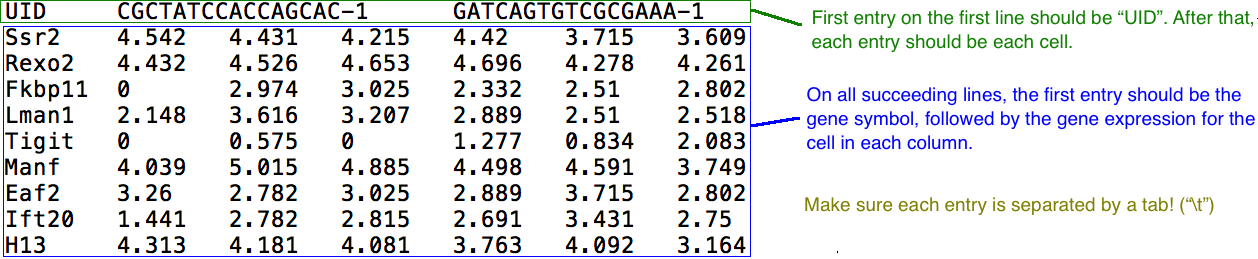 UID CGCTATCCACCAGCAC-1 GATCAGTGTCGCGAAA-1
Ssr2 4.542 4.431 4.215 4.42 3.715 3.609
Rexo2 4.432 4.526 4.653 4.696 4.278 4.261
Fkbp11 0 2.974 3.025 2.332 2.51 2.802
Lman1 2.148 3.616 3.207 2.889 2.51 2.518
Tigit 0 0.575 0 1.277 0.834 2.083
Manf 4.039 5.015 4.885 4.498 4.591 3.749
Eaf2 3.26 2.782 3.025 2.889 3.715 2.802
Ift20 1.441 2.782 2.815 2.691 3.431 2.75
H13 4.313 4.181 4.081 3.763 4.092 3.164
First entry on the first line should be “UID”. After that,
each entry should be each cell.
On all succeeding lines, the first entry should be the
gene symbol, followed by the gene expression for the
cell in each column.
Make sure each entry is separated by a tab! (“\t”)